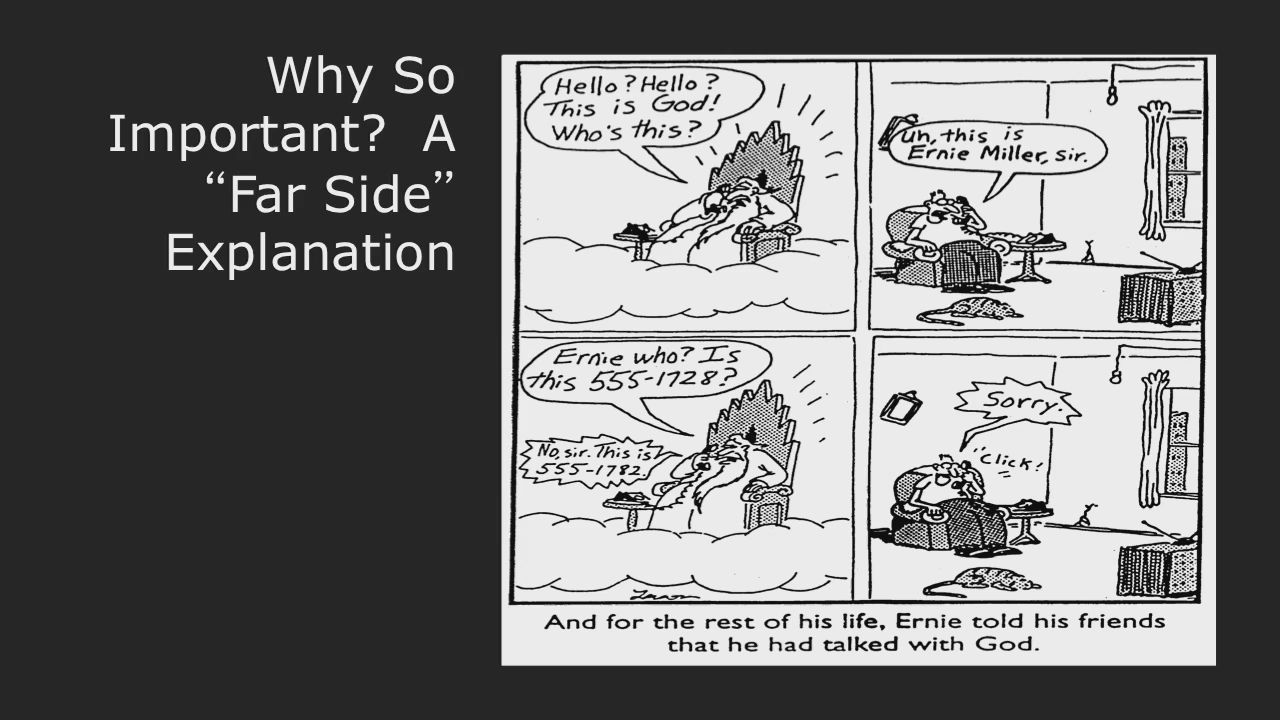 Why So
Important?  A
“Far Side”
Explanation
Hello? Hello?
This is God!
Who's this?
Uh, this is
Ernie Miller, sir.
Ernie who? Is
this 555-1728?
No, sir. This is
555-1782.
Sorry.
"Click!
Larson
And for the rest of his life, Ernie told his friends
that he had talked with God.